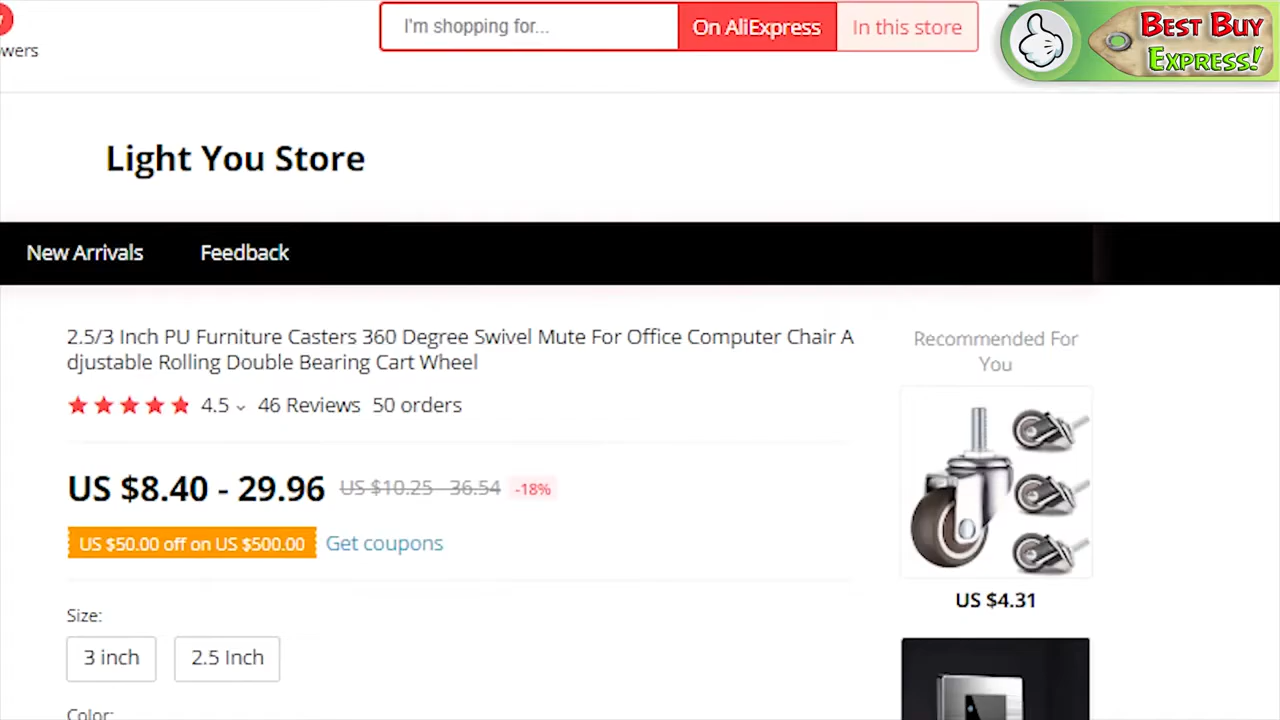 wers
I'm shopping for...
On AliExpress
In this store
BEST BUY
EXPRESS!
Light You Store
New Arrivals
Feedback
2.5/3 Inch PU Furniture Casters 360 Degree Swivel Mute For Office Computer Chair A
djustable Rolling Double Bearing Cart Wheel
4.5 46 Reviews 50 orders
US $8.40 - 29.96 US $10.25 - 36.54 -18%
US $50.00 off on US $500.00 Get coupons
Size:
3 inch
2.5 Inch
Color:
Recommended For
You
US $4.31